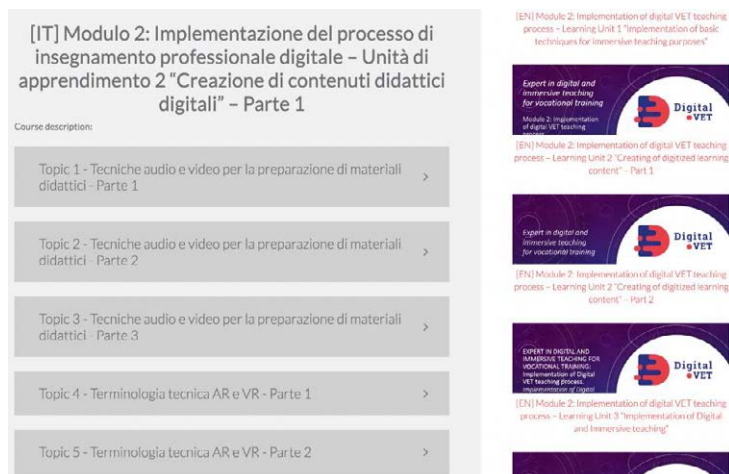 [IT] Modulo 2: Implementazione del processo di
insegnamento professionale digitale – Unità di
apprendimento 2 “Creazione di contenuti didattici
digitali” – Parte 1
Course description:
Topic 1 - Tecniche audio e video per la preparazione di materiali
didattici - Parte 1
Topic 2 - Tecniche audio e video per la preparazione di materiali
didattici - Parte 2
Topic 3 - Tecniche audio e video per la preparazione di materiali
didattici - Parte 3
Topic 4 - Terminologia tecnica AR e VR - Parte 1
Topic 5 - Terminologia tecnica AR e VR - Parte 2
[EN] Module 2: Implementation of digital VET teaching
process – Learning Unit 1 “Implementation of basic
techniques for immersive teaching purposes”
Expert in digital and
immersive teaching
for vocational training
Module 2: Implementation
of digital VET teaching
process
Digital
VET
[EN] Module 2: Implementation of digital VET teaching
process – Learning Unit 2 “Creating of digitized learning
content” – Part 1
Expert in digital and
immersive teaching
for vocational training
Digital
VET
[EN] Module 2: Implementation of digital VET teaching
process – Learning Unit 2 “Creating of digitized learning
content” – Part 2
EXPERT IN DIGITAL AND
IMMERSIVE TEACHING FOR
VOCATIONAL TRAINING:
Implementation of Digital
VET teaching process.
Implementation of Digital
Digital
VET
[EN] Module 2: Implementation of digital VET teaching
process – Learning Unit 3 “Implementation of Digital
and Immersive teaching”